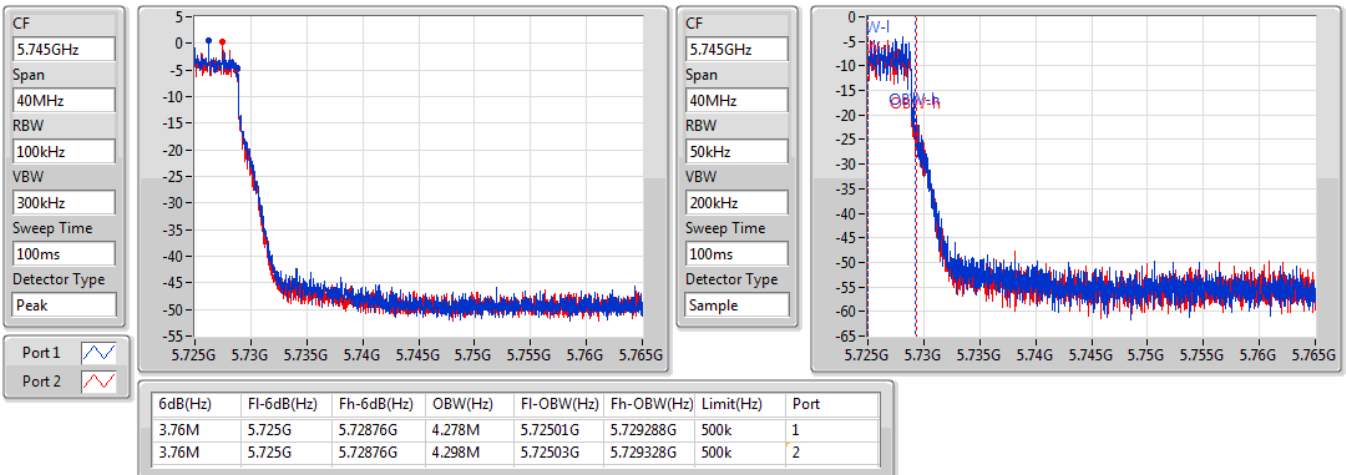 CF
5.745GHz
Span
40MHz
RBW
100kHz
VBW
300kHz
Sweep Time
100ms
Detector Type
Peak
Port 1
Port 2
5
0
-5
-10
-15
-20
-25
-30
-35
-40
-45
-50
-55
5.725G 5.73G 5.735G 5.74G 5.745G 5.75G 5.755G 5.76G 5.765G
CF
5.745GHz
Span
40MHz
RBW
50kHz
VBW
200kHz
Sweep Time
100ms
Detector Type
Sample
0
-5
-10
-15
-20
-25
-30
-35
-40
-45
-50
-55
-60
-65
W-l
OBW-h
OBW-h
5.725G 5.73G 5.735G 5.74G 5.745G 5.75G 5.755G 5.76G 5.765G
6dB(Hz) Fl-6dB(Hz) Fh-6dB(Hz) OBW(Hz) Fl-OBW(Hz) Fh-OBW(Hz) Limit(Hz) Port
3.76M 5.725G 5.72876G 4.278M 5.72501G 5.729288G 500k 1
3.76M 5.725G 5.72876G 4.298M 5.72503G 5.729328G 500k 2